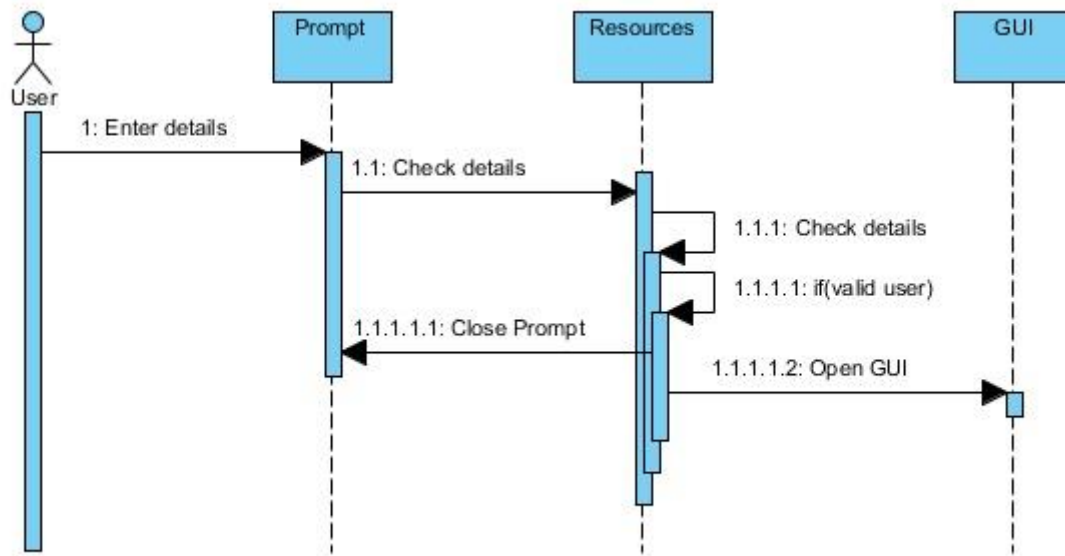 Prompt
Resources
GUI
User
1: Enter details
1.1: Check details
1.1.1: Check details
1.1.1.1: if(valid user)
1.1.1.1.1: Close Prompt
1.1.1.1.2: Open GUI